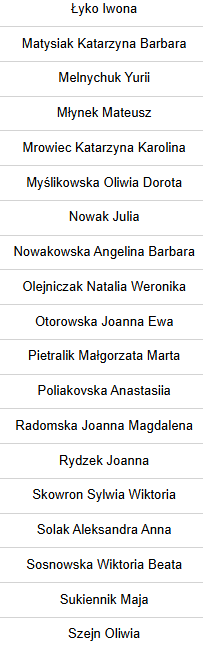 Łyko Iwona
Matysiak Katarzyna Barbara
Melnychuk Yurii
Młynek Mateusz
Mrowiec Katarzyna Karolina
Myślikowska Oliwia Dorota
Nowak Julia
Nowakowska Angelina Barbara
Olejniczak Natalia Weronika
Otorowska Joanna Ewa
Pietralik Małgorzata Marta
Poliakovska Anastasiia
Radomska Joanna Magdalena
Rydzek Joanna
Skowron Sylwia Wiktoria
Solak Aleksandra Anna
Sosnowska Wiktoria Beata
Sukiennik Maja
Szejn Oliwia